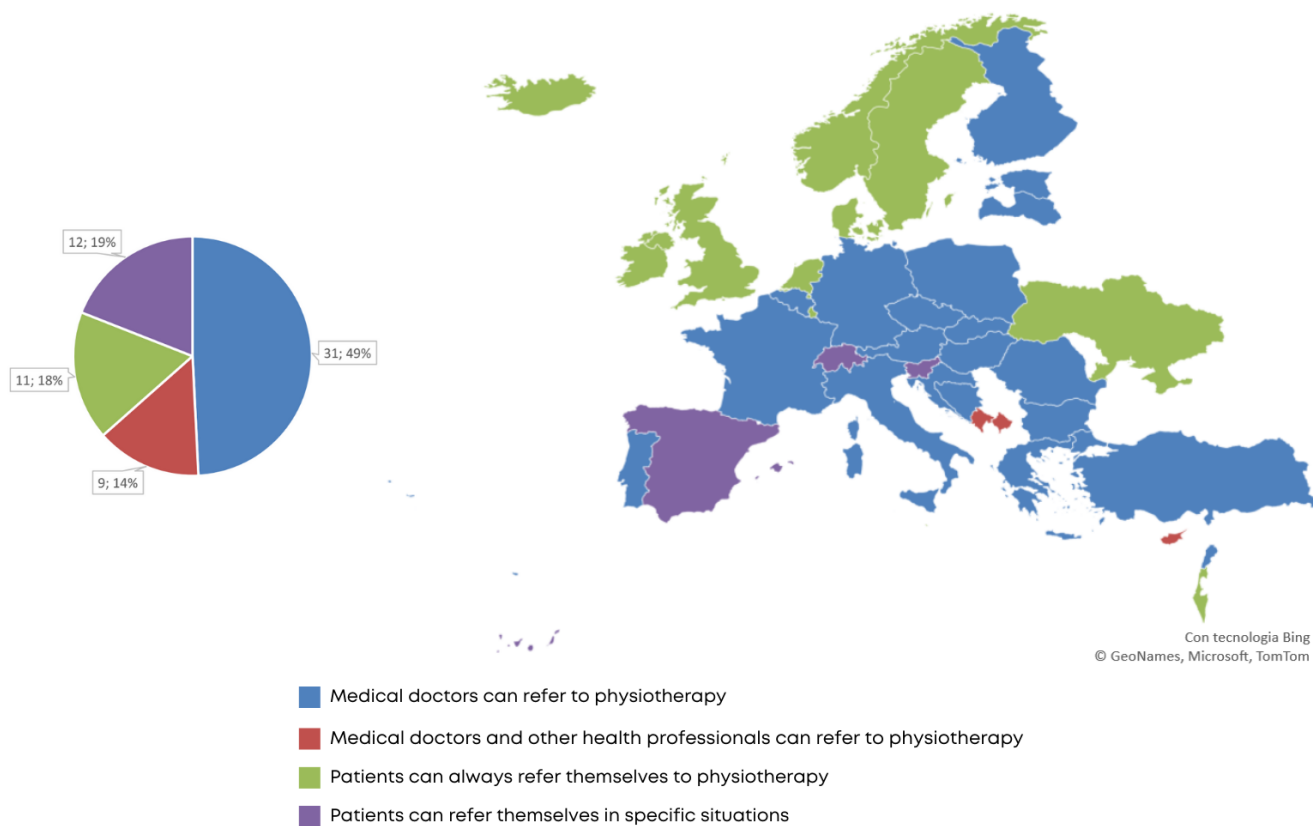 12; 19%
31; 49%
11; 18%
9; 14%
Con tecnologia Bing
© GeoNames, Microsoft, TomTom
Medical doctors can refer to physiotherapy
Medical doctors and other health professionals can refer to physiotherapy
Patients can always refer themselves to physiotherapy
Patients can refer themselves in specific situations